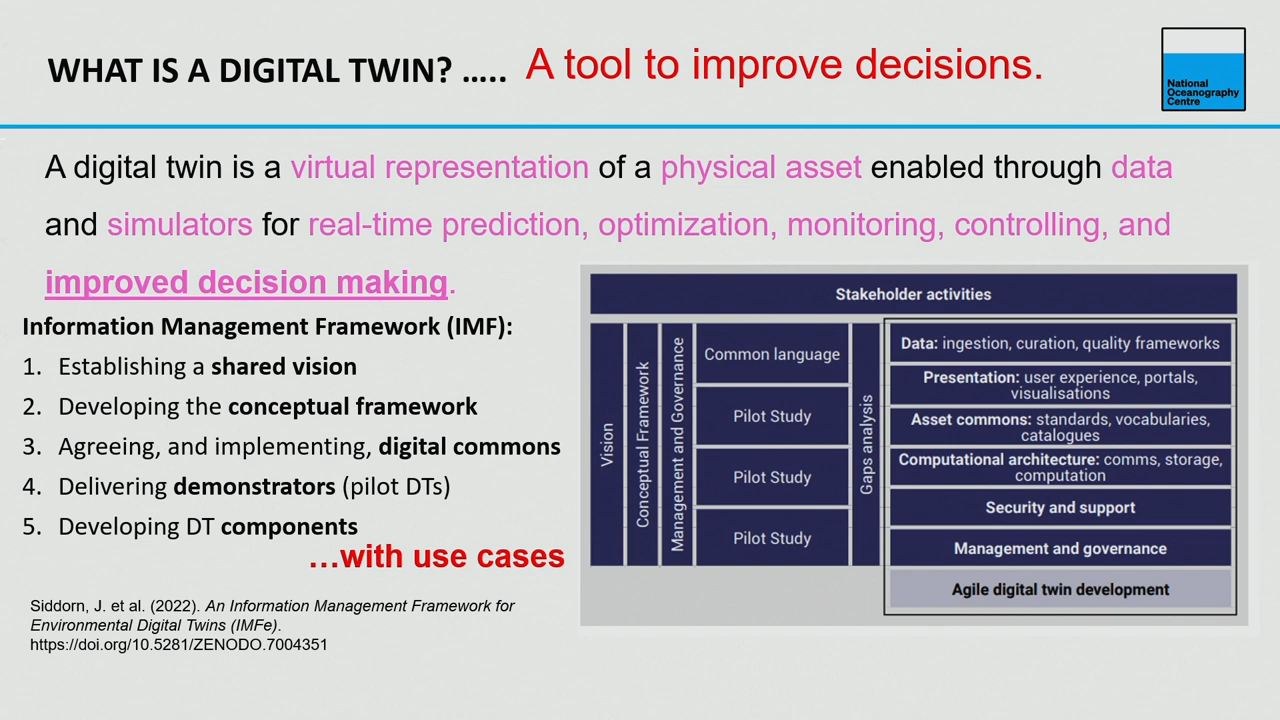 WHAT IS A DIGITAL TWIN? ….. A tool to improve decisions.
National
Oceanography
Centre
A digital twin is a virtual representation of a physical asset enabled through data
and simulators for real-time prediction, optimization, monitoring, controlling, and
improved decision making.
Information Management Framework (IMF):
1. Establishing a shared vision
2. Developing the conceptual framework
3. Agreeing, and implementing, digital commons
4. Delivering demonstrators (pilot DTs)
5. Developing DT components
…with use cases
Siddorn, J. et al. (2022). An Information Management Framework for
Environmental Digital Twins (IMFe).
https://doi.org/10.5281/ZENODO.7004351
Stakeholder activities
Vision
Conceptual Framework
Management and Governance
Common language
Pilot Study
Pilot Study
Pilot Study
Gaps analysis
Data: ingestion, curation, quality frameworks
Presentation: user experience, portals,
visualisations
Asset commons: standards, vocabularies,
catalogues
Computational architecture: comms, storage,
computation
Security and support
Management and governance
Agile digital twin development